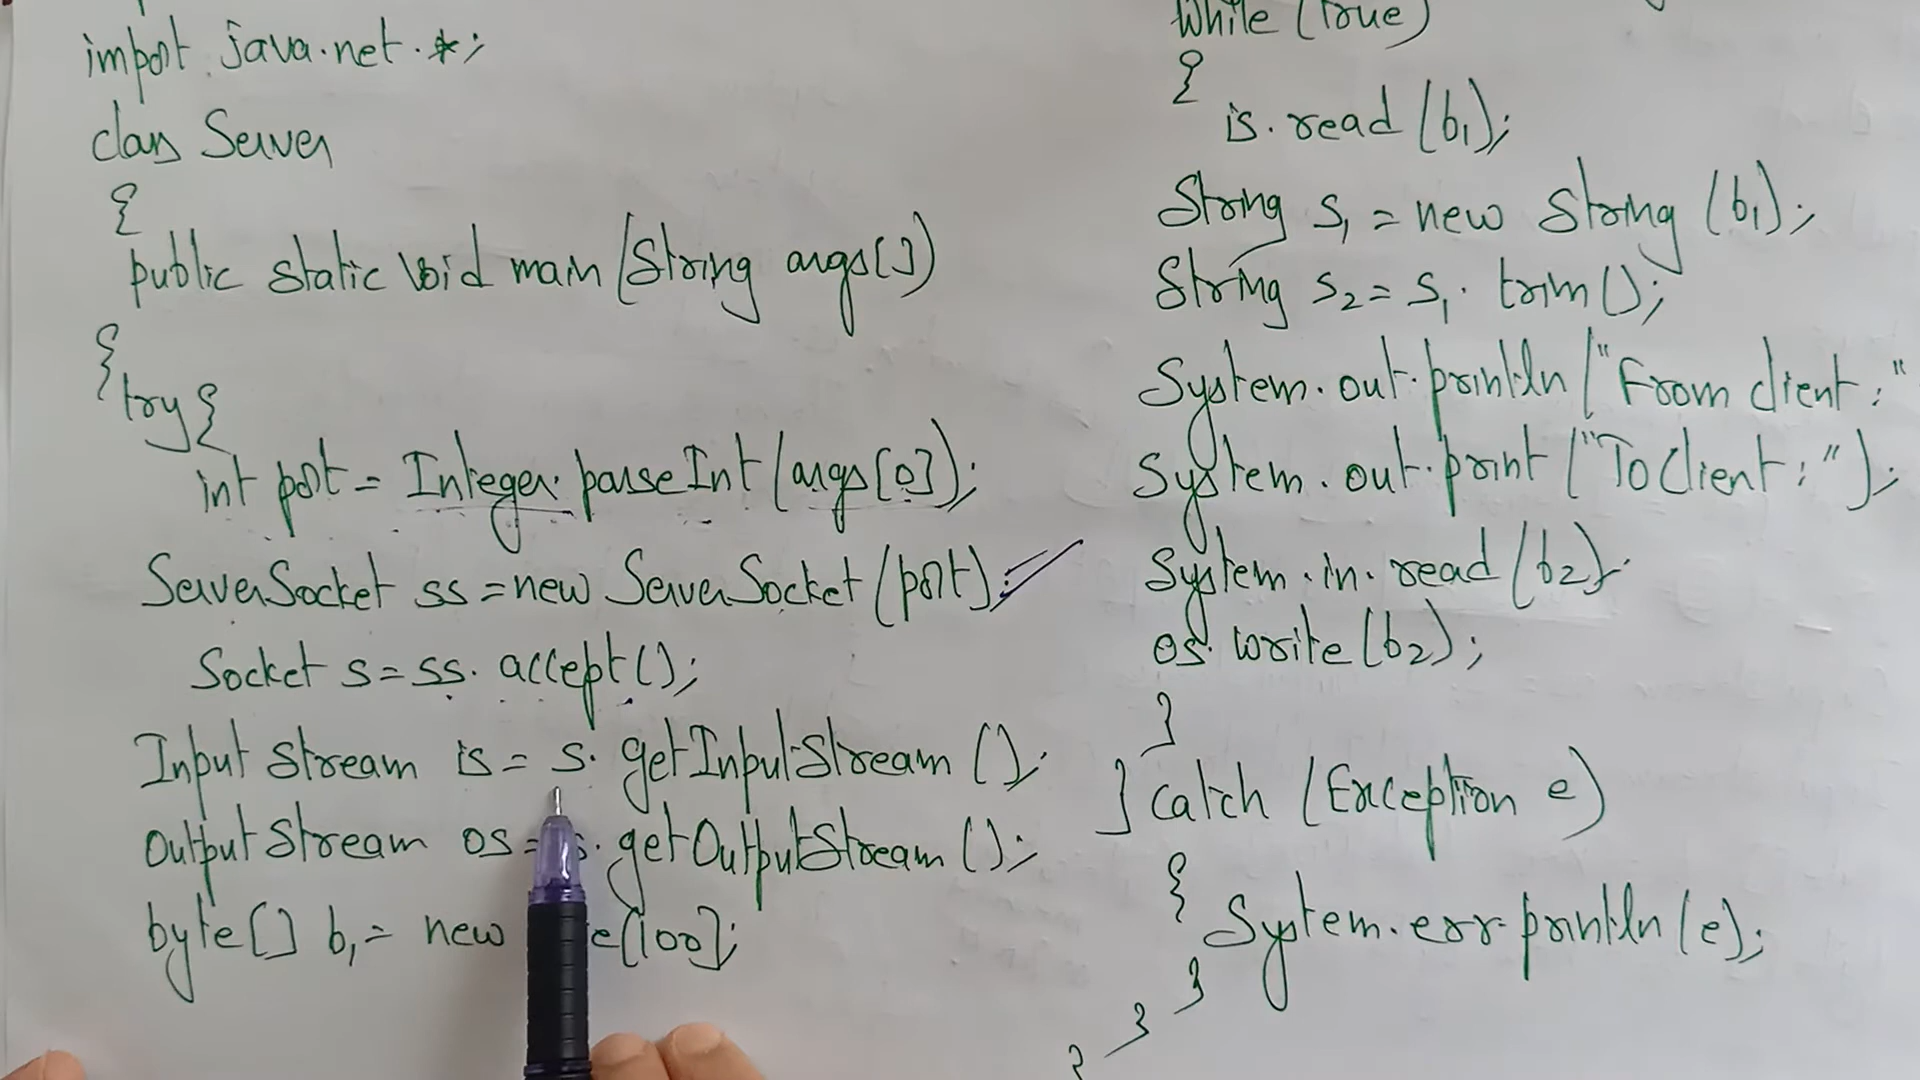 import java.net.*;
class Server
{
public static void main (String args[])
{
try {
int port = Integer.parseInt(args[0]);
ServerSocket ss = new ServerSocket(port);
Socket s = ss.accept();
InputStream is = s.getInputStream();
OutputStream os = s.getOutputStream();
byte[] b1 = new e[100];
while (true)
{
is.read(b1);
String s1 = new String (b1);
String s2 = s1.trim();
System.out.println("From client:"
System.out.print("To Client:");
System.in.read(b2);
os.write(b2);
}
} catch (Exception e)
{
System.err.println(e);
}
}
}